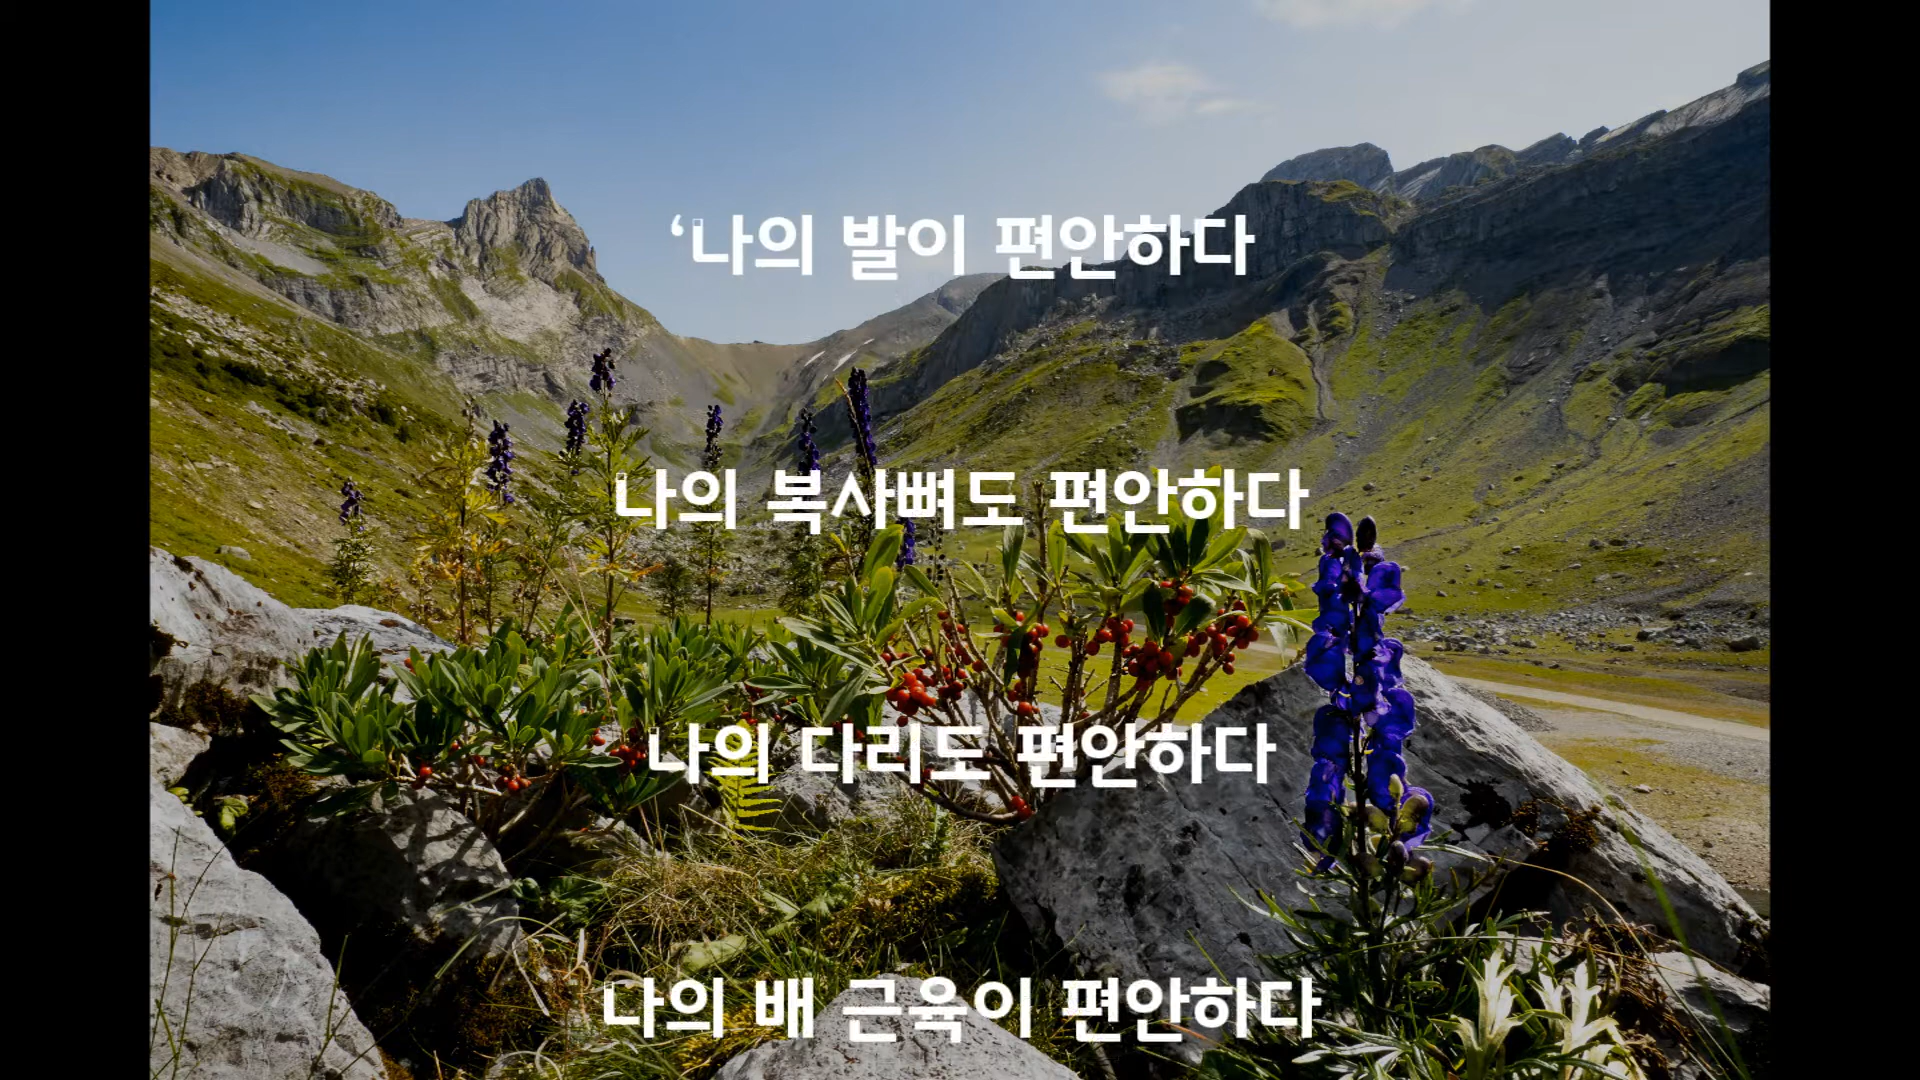 ‘나의 발이 편안하다
나의 복사뼈도 편안하다
나의 다리도 편안하다
나의 배 근육이 편안하다